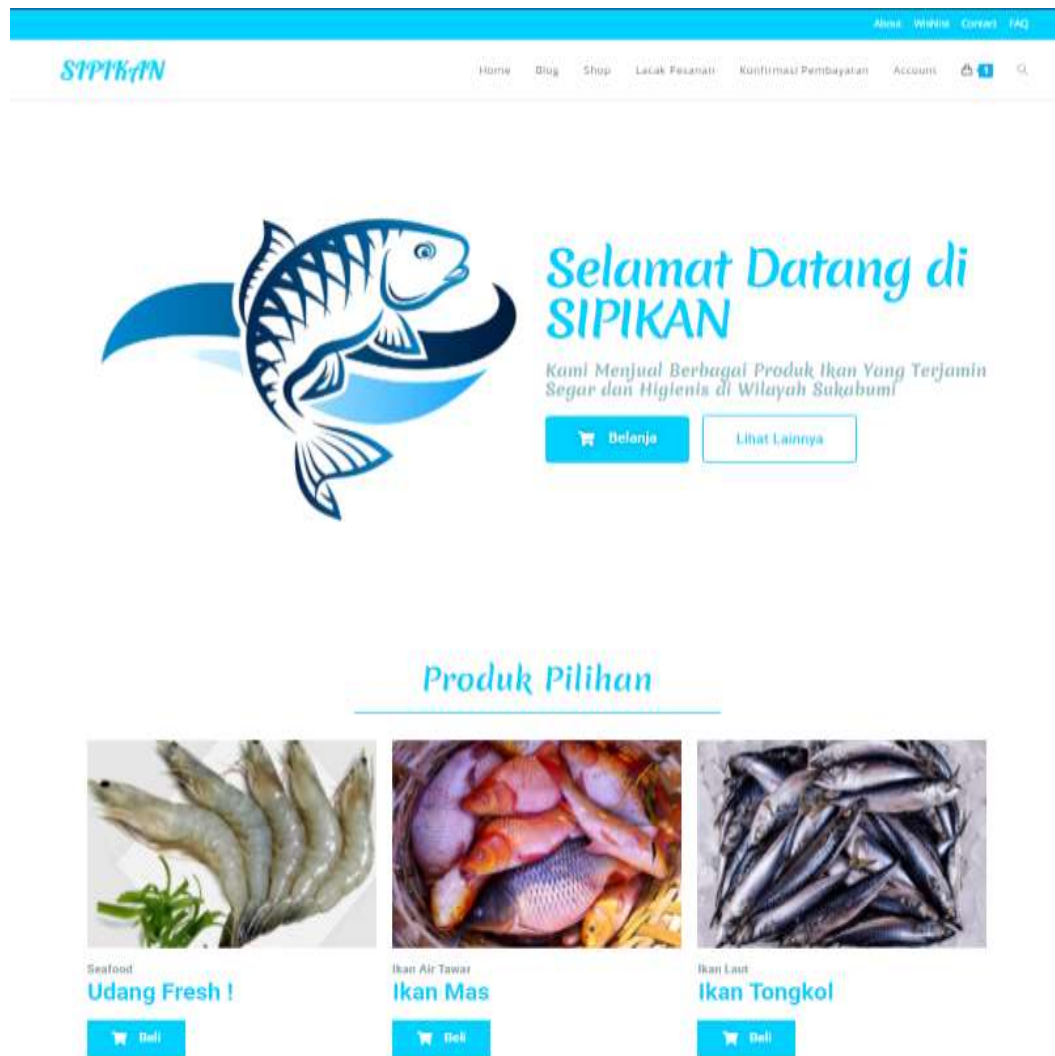 About Wishlist Contact FAQ
SIPIKAN
Home Blog Shop Lacak Pesanan Konfirmasi Pembayaran Account 1
Selamat Datang di
SIPIKAN
Kami Menjual Berbagai Produk Ikan Yang Terjamin
Segar dan Higienis di Wilayah Sukabumi
Belanja Lihat Lainnya
Produk Pilihan
Seafood Ikan Air Tawar Ikan Laut
Udang Fresh ! Ikan Mas Ikan Tongkol
Beli Beli Beli